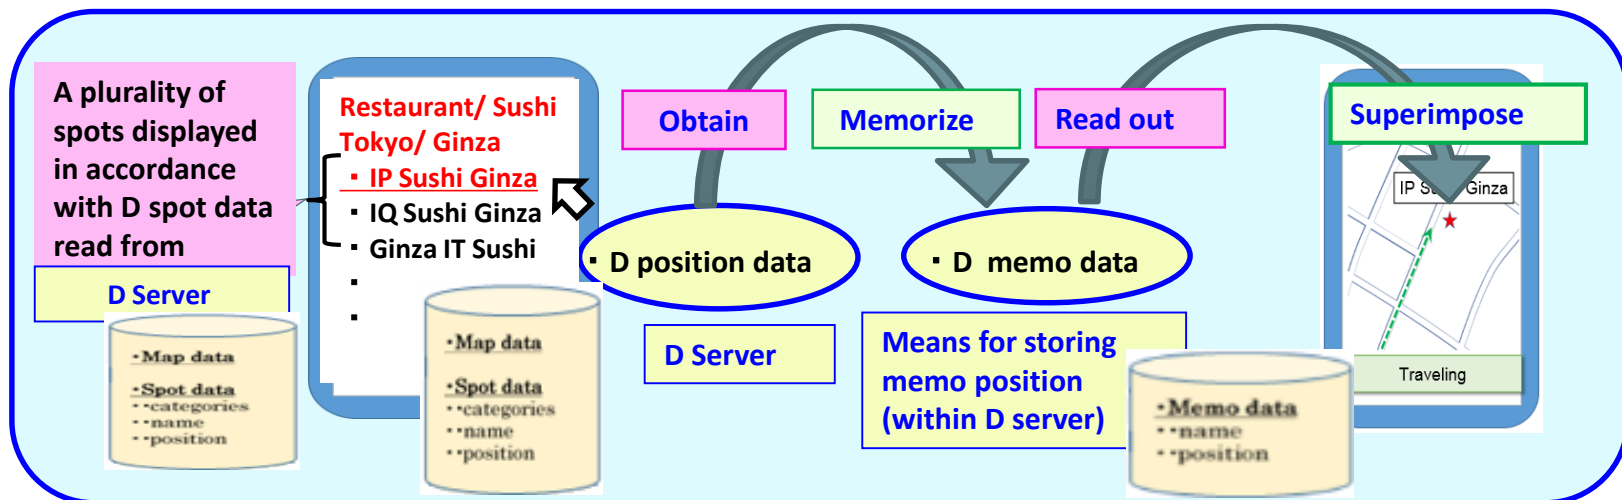 A plurality of
spots displayed
in accordance
with D spot data
read from
D Server
・Map data
・Spot data
・・categories
・・name
・・position
Restaurant/ Sushi
Tokyo/ Ginza
・ IP Sushi Ginza
・ IQ Sushi Ginza
・ Ginza IT Sushi
・
・
・Map data
・Spot data
・・categories
・・name
・・position
Obtain
Memorize
Read out
Superimpose
・ D position data
・ D memo data
D Server
Means for storing
memo position
(within D server)
・Memo data
・・name
・・position
IP Ginza
Traveling